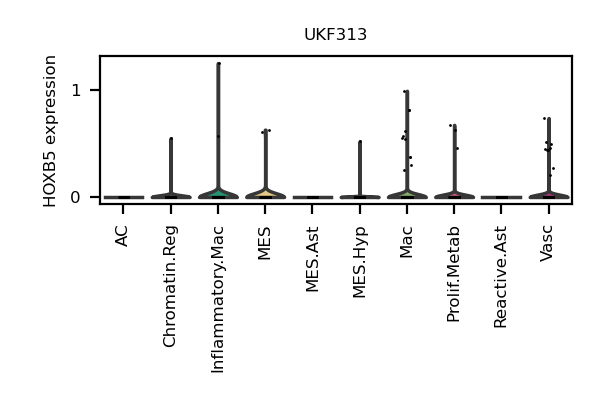 UKF313
HOXB5 expression
1
0
AC
Chromatin.Reg
Inflammatory.Mac
MES
MES.Ast
MES.Hyp
Mac
Prolif.Metab
Reactive.Ast
Vasc